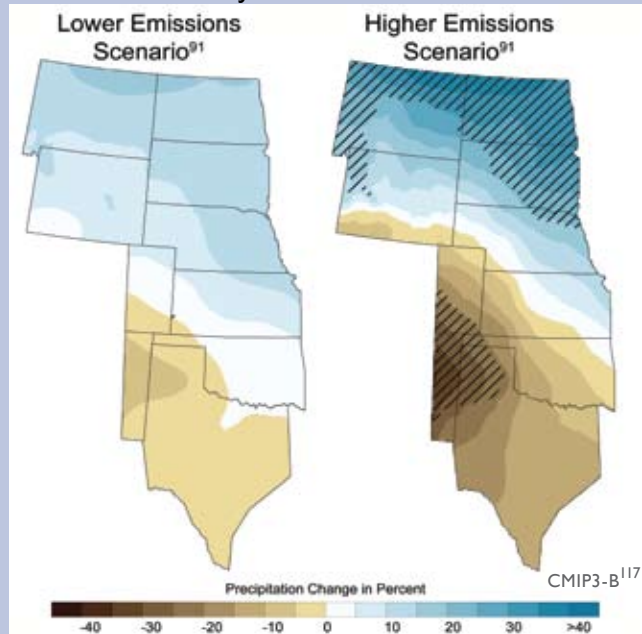 Lower Emissions
Scenario91
Higher Emissions
Scenario91
CMIP3-B117
Precipitation Change in Percent
-40 -30 -20 -10 0 10 20 30 >40